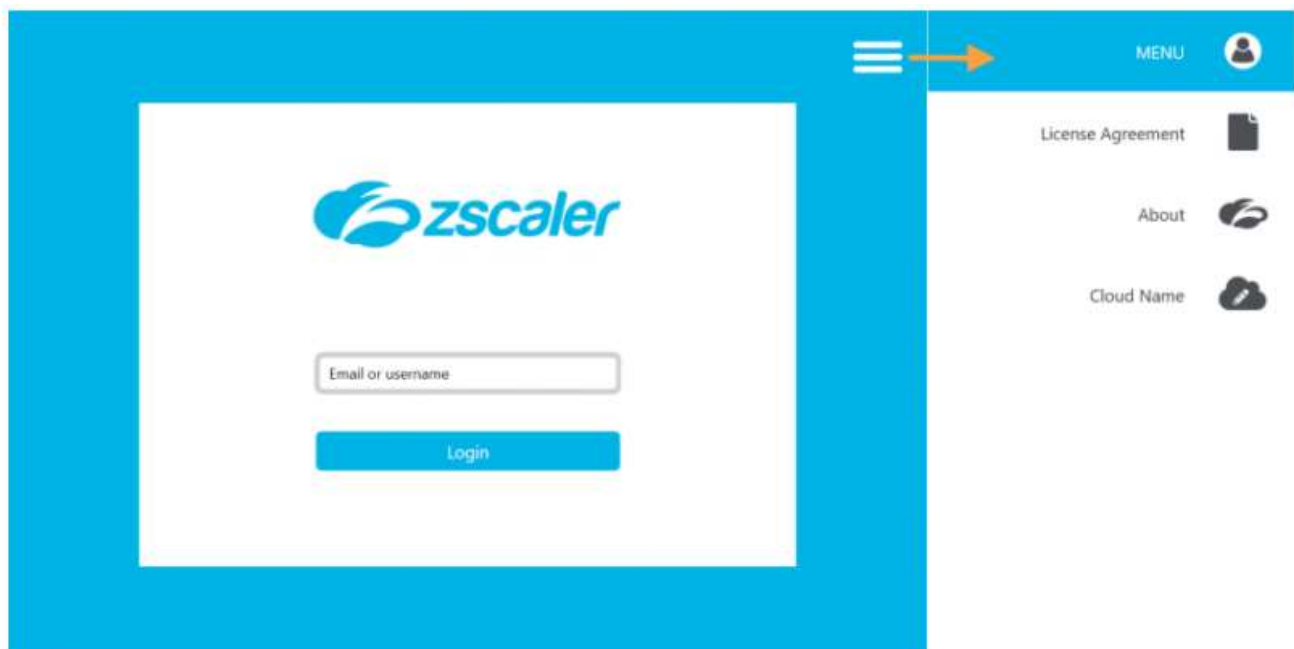 MENU
License Agreement
zscaler
About
Cloud Name
Email or username
Login